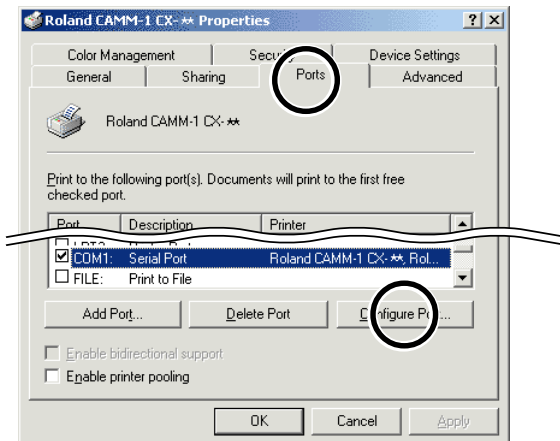 Roland CAMM-1 CX-** Properties
Color Management Security Device Settings
General Sharing Ports Advanced
Roland CAMM-1 CX-**
Print to the following port(s). Documents will print to the first free
checked port.
Port Description Printer
COM1: Serial Port Roland CAMM-1 CX-**, Rol...
FILE: Print to File
Add Port... Delete Port Configure Port...
Enable bidirectional support
Enable printer pooling
OK Cancel Apply